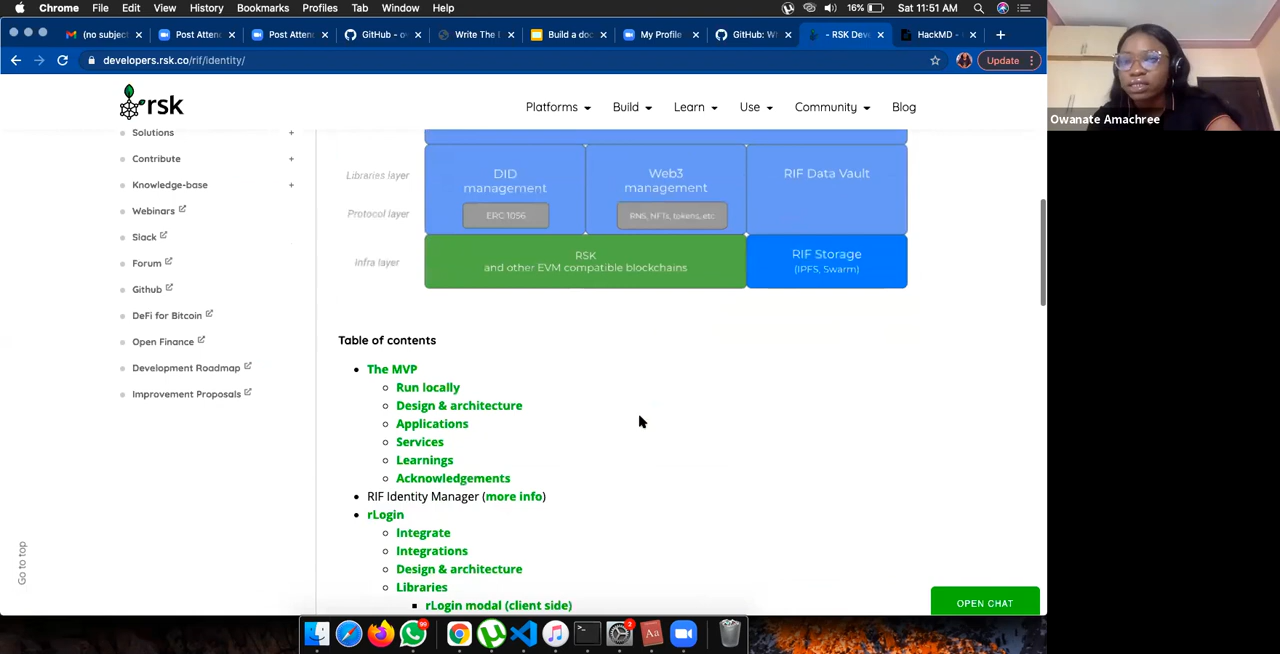 Chrome File Edit View History Bookmarks Profiles Tab Window Help 16% Sat 11:51 AM
(no subject Post Attend Post Attend GitHub - o Write The Build a doc My Profile GitHub: W - RSK Dev HackMD -
developers.rsk.co/rif/identity/ Update
rsk Platforms Build Learn Use Community Blog
Owanate Amachree
Solutions +
Contribute +
Knowledge-base +
Webinars
Slack
Forum
Github
DeFi for Bitcoin
Open Finance
Development Roadmap
Improvement Proposals
Go to top
Libraries layer
Protocol layer
Infra layer
DID
management
ERC 1056
Web3
management
RNS, NFTs, tokens, etc
RIF Data Vault
RSK
and other EVM compatible blockchains
RIF Storage
(IPFS, Swarm)
Table of contents
The MVP
Run locally
Design & architecture
Applications
Services
Learnings
Acknowledgements
RIF Identity Manager (more info)
rLogin
Integrate
Integrations
Design & architecture
Libraries
rLogin modal (client side)
OPEN CHAT
99
2
Aa